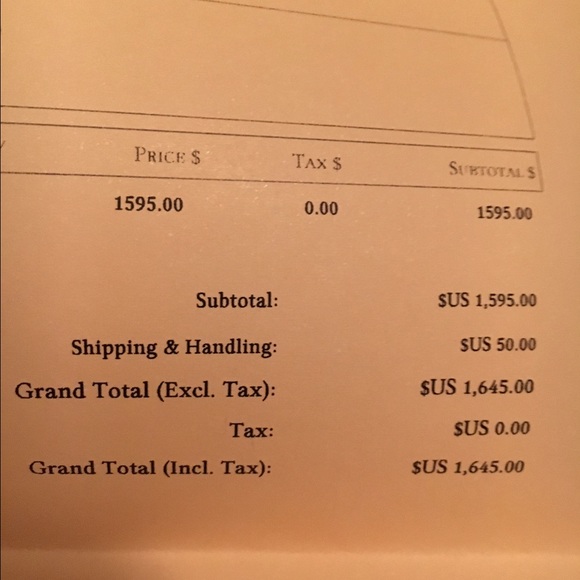 PRICE $ TAX $ SUBTOTAL $
1595.00 0.00 1595.00
Subtotal: $US 1,595.00
Shipping & Handling: $US 50.00
Grand Total (Excl. Tax): $US 1,645.00
Tax: $US 0.00
Grand Total (Incl. Tax): $US 1,645.00